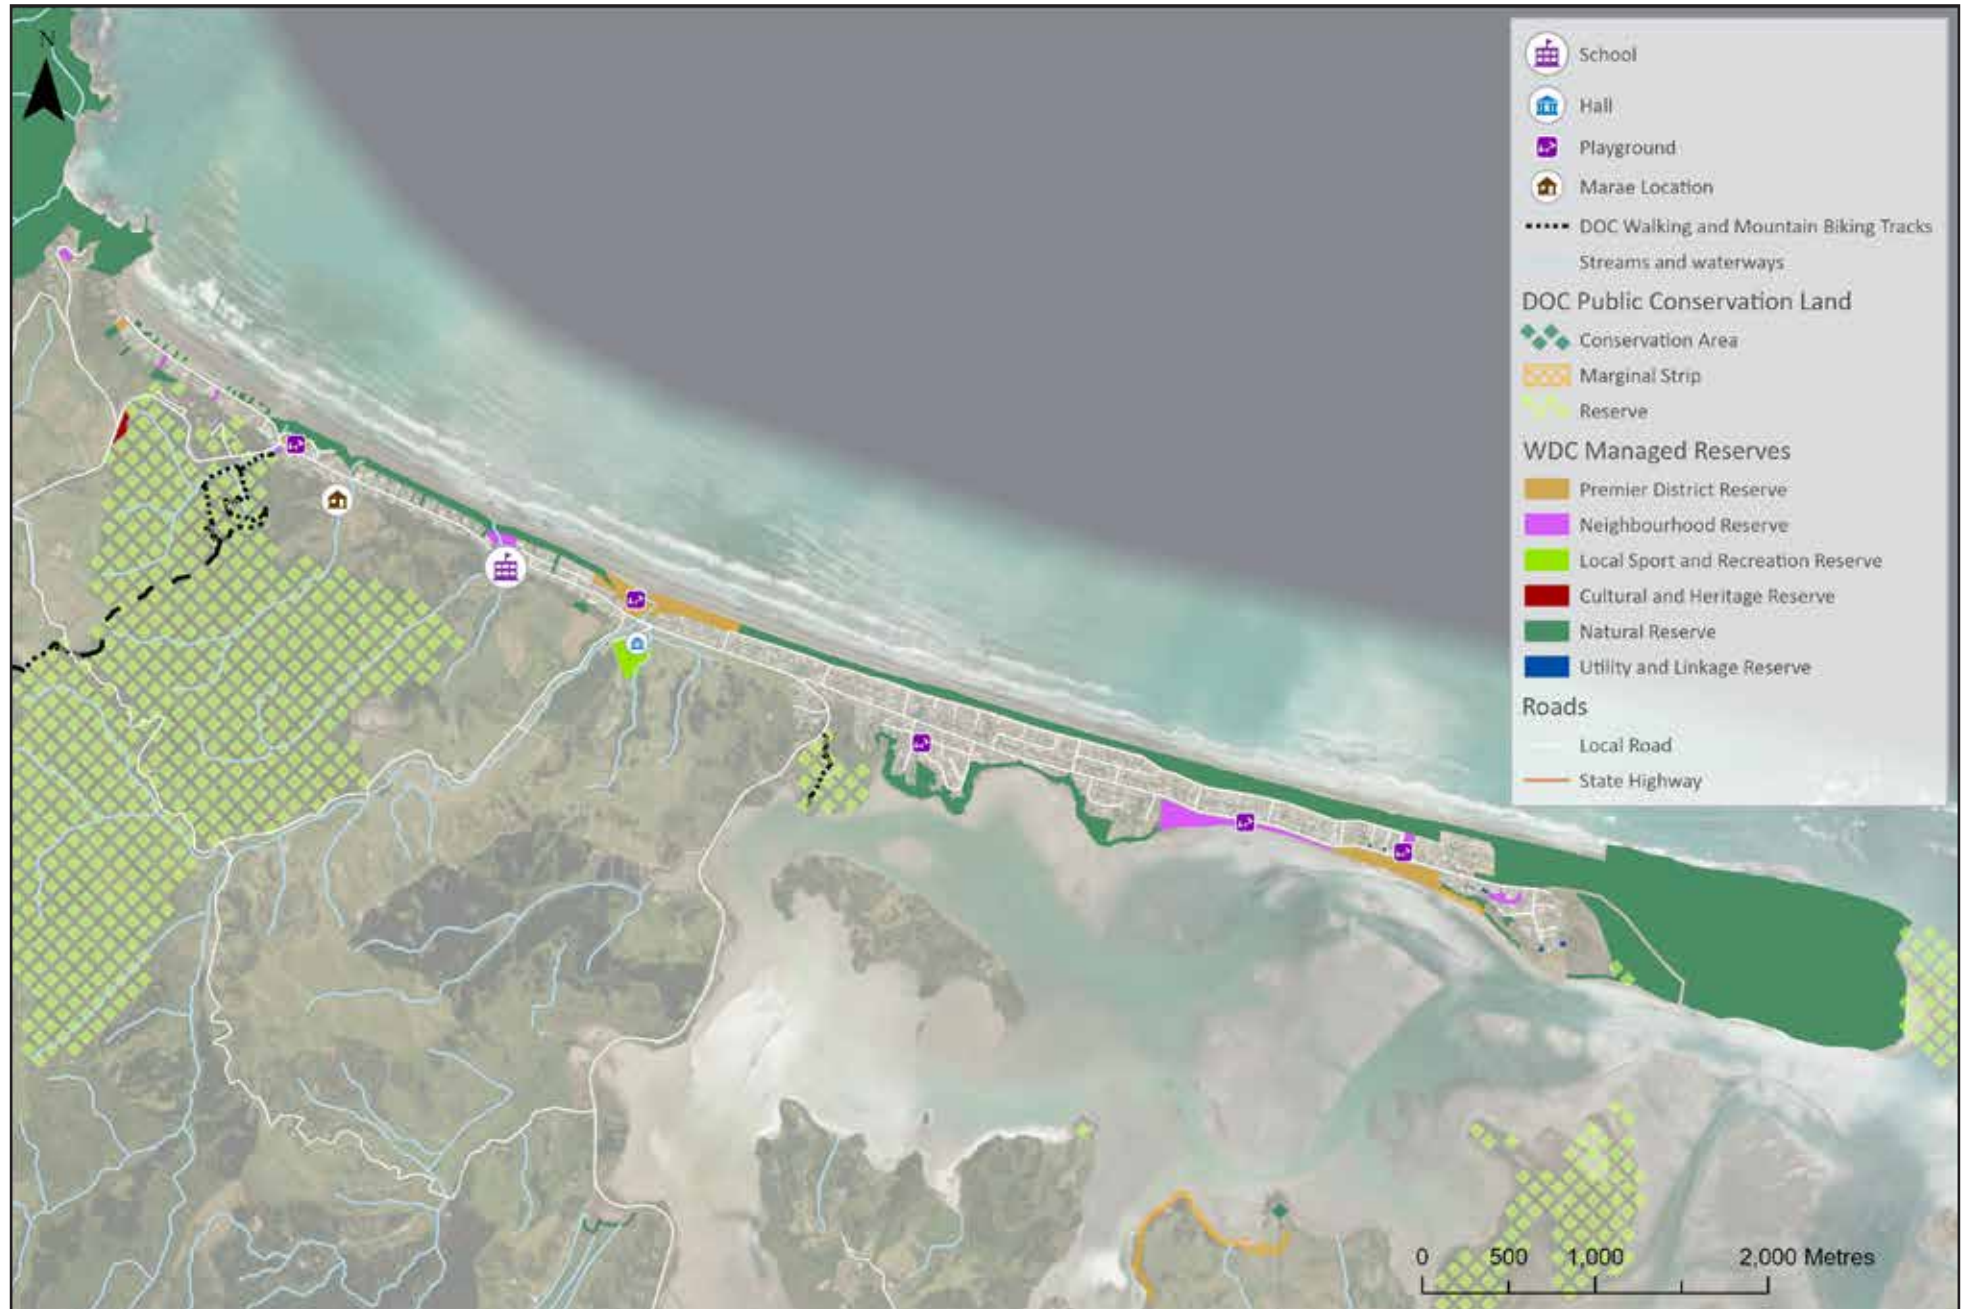 N
School
Hall
Playground
Marae Location
DOC Walking and Mountain Biking Tracks
Streams and waterways
DOC Public Conservation Land
Conservation Area
Marginal Strip
Reserve
WDC Managed Reserves
Premier District Reserve
Neighbourhood Reserve
Local Sport and Recreation Reserve
Cultural and Heritage Reserve
Natural Reserve
Utility and Linkage Reserve
Roads
Local Road
State Highway
0 500 1,000 2,000 Metres